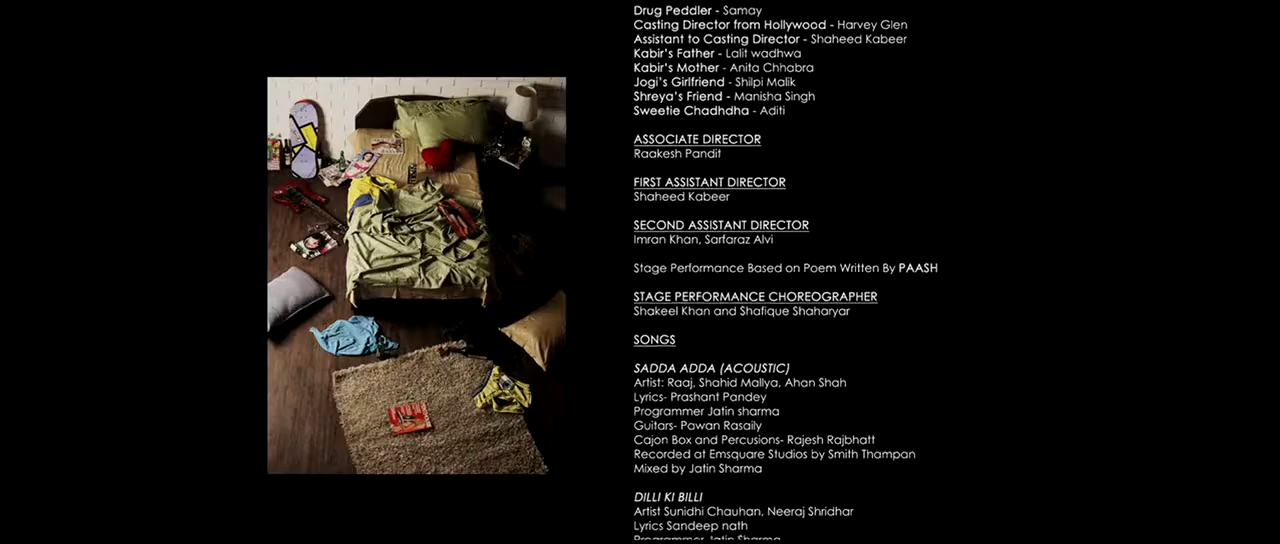 Drug Peddler - Samay
Casting Director from Hollywood - Harvey Glen
Assistant to Casting Director - Shaheed Kabeer
Kabir's Father - Lalit wadhwa
Kabir's Mother - Anita Chhabra
Jogi's Girlfriend - Shilpi Malik
Shreya's Friend - Manisha Singh
Sweetie Chadhdha - Aditi
ASSOCIATE DIRECTOR
Raakesh Pandit
FIRST ASSISTANT DIRECTOR
Shaheed Kabeer
SECOND ASSISTANT DIRECTOR
Imran Khan, Sarfaraz Alvi
Stage Performance Based on Poem Written By PAASH
STAGE PERFORMANCE CHOREOGRAPHER
Shakeel Khan and Shafique Shaharyar
SONGS
SADDA ADDA (ACOUSTIC)
Artist: Raaj, Shahid Mallya, Ahan Shah
Lyrics- Prashant Pandey
Programmer Jatin sharma
Guitars- Pawan Rasaily
Cajon Box and Percusions- Rajesh Rajbhatt
Recorded at Emsquare Studios by Smith Thampan
Mixed by Jatin Sharma
DILLI KI BILLI
Artist Sunidhi Chauhan, Neeraj Shridhar
Lyrics Sandeep nath
Programmer Jatin Sharma